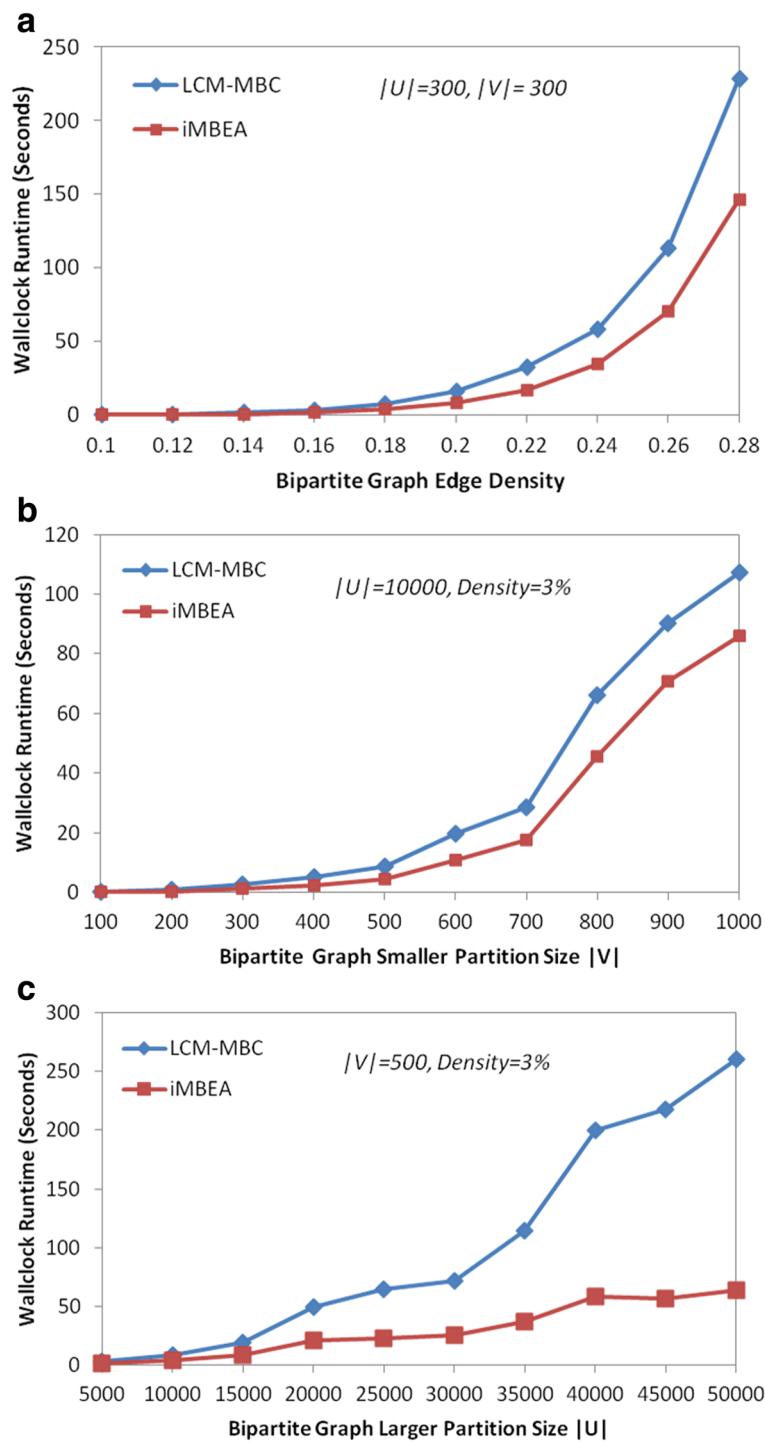 a
250
200
150
100
50
0
Wallclock Runtime (Seconds)
LCM-MBC
iMBEA
|U|=300, |V|= 300
0.1 0.12 0.14 0.16 0.18 0.2 0.22 0.24 0.26 0.28
Bipartite Graph Edge Density
b
120
100
80
60
40
20
0
Wallclock Runtime (Seconds)
LCM-MBC
iMBEA
|U|=10000, Density=3%
100 200 300 400 500 600 700 800 900 1000
Bipartite Graph Smaller Partition Size |V|
c
300
250
200
150
100
50
0
Wallclock Runtime (Seconds)
LCM-MBC
iMBEA
|V|=500, Density=3%
5000 10000 15000 20000 25000 30000 35000 40000 45000 50000
Bipartite Graph Larger Partition Size |U|